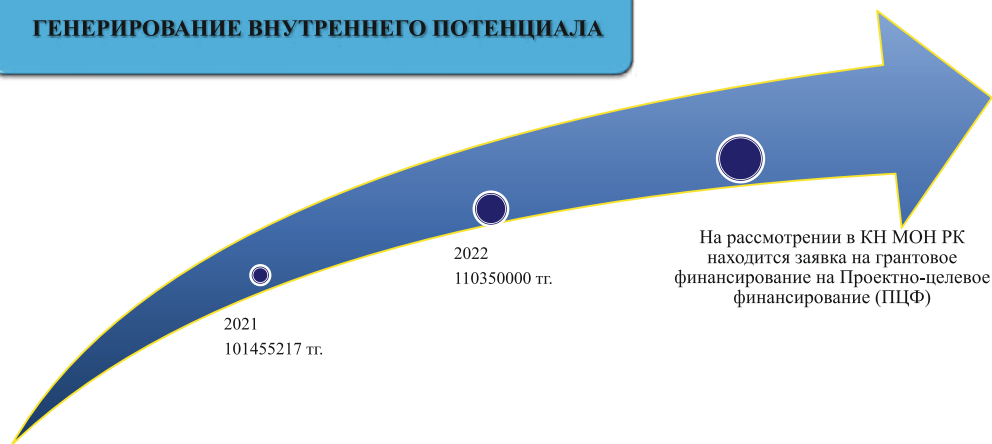 ГЕНЕРИРОВАНИЕ ВНУТРЕННЕГО ПОТЕНЦИАЛА
2021
101455217 тг.
2022
110350000 тг.
На рассмотрении в КН МОН РК
находится заявка на грантовое
финансирование на Проектно-целевое
финансирование (ПЦФ)